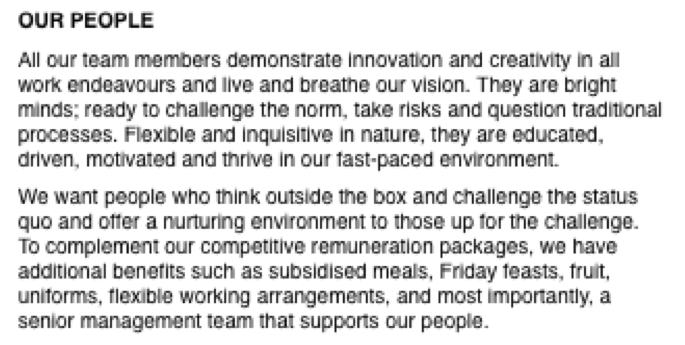 OUR PEOPLE
All our team members demonstrate innovation and creativity in all
work endeavours and live and breathe our vision. They are bright
minds; ready to challenge the norm, take risks and question traditional
processes. Flexible and inquisitive in nature, they are educated,
driven, motivated and thrive in our fast-paced environment.
We want people who think outside the box and challenge the status
quo and offer a nurturing environment to those up for the challenge.
To complement our competitive remuneration packages, we have
additional benefits such as subsidised meals, Friday feasts, fruit,
uniforms, flexible working arrangements, and most importantly, a
senior management team that supports our people.